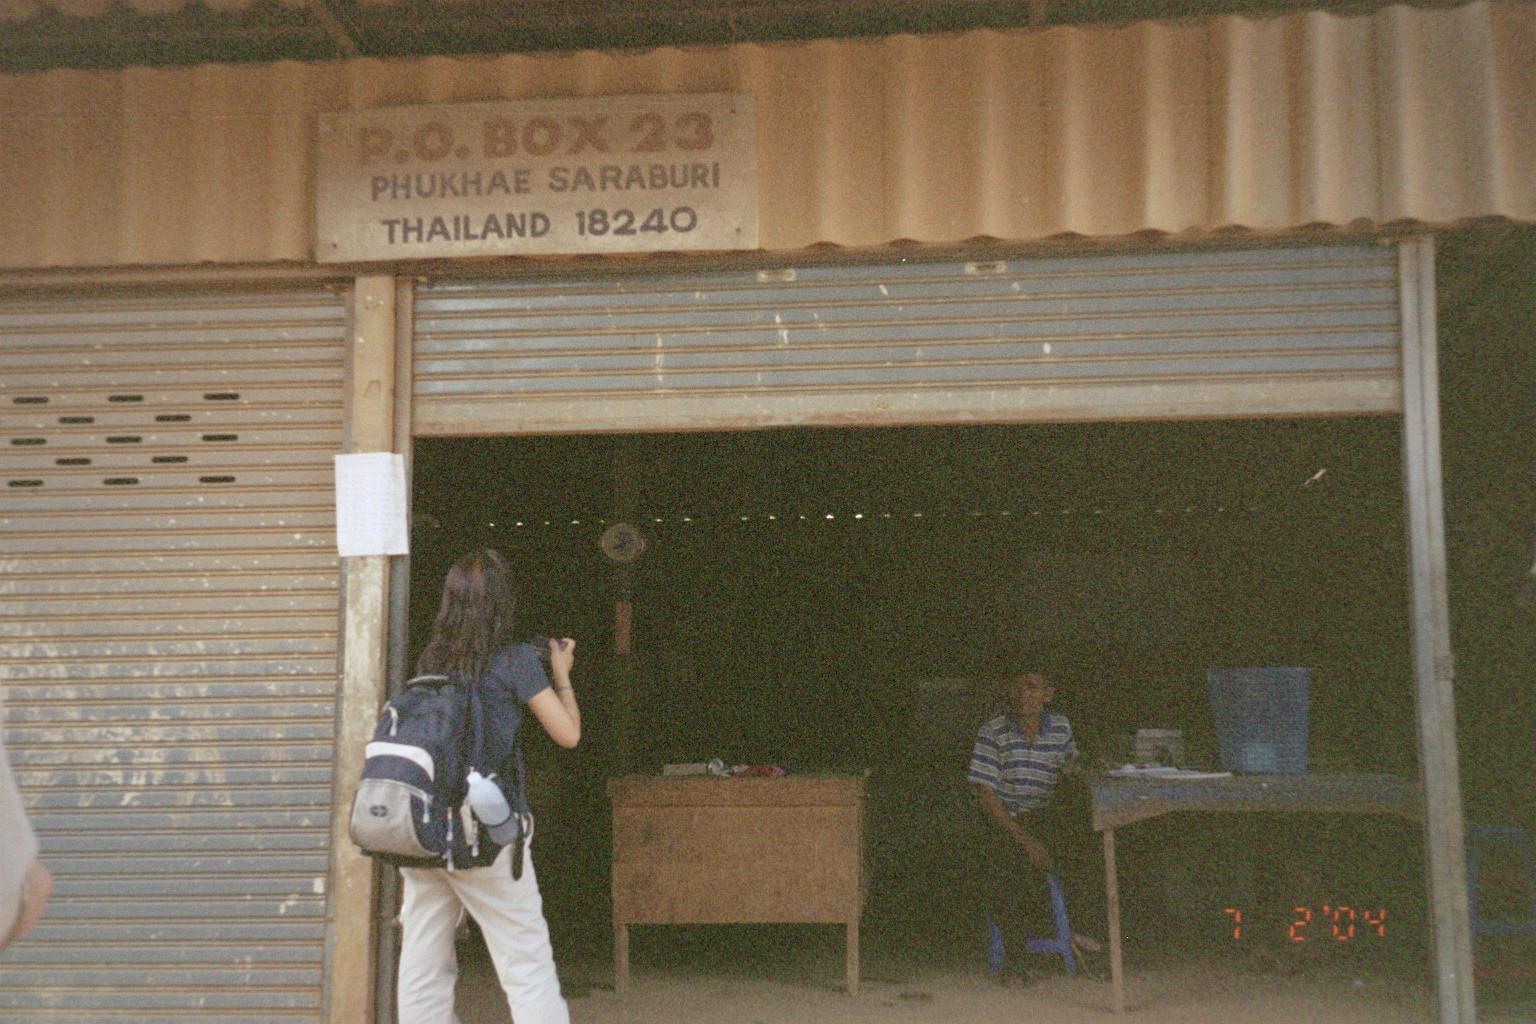 P.O. BOX 23
PHUKHAE SARABURI
THAILAND 18240
7 2'04